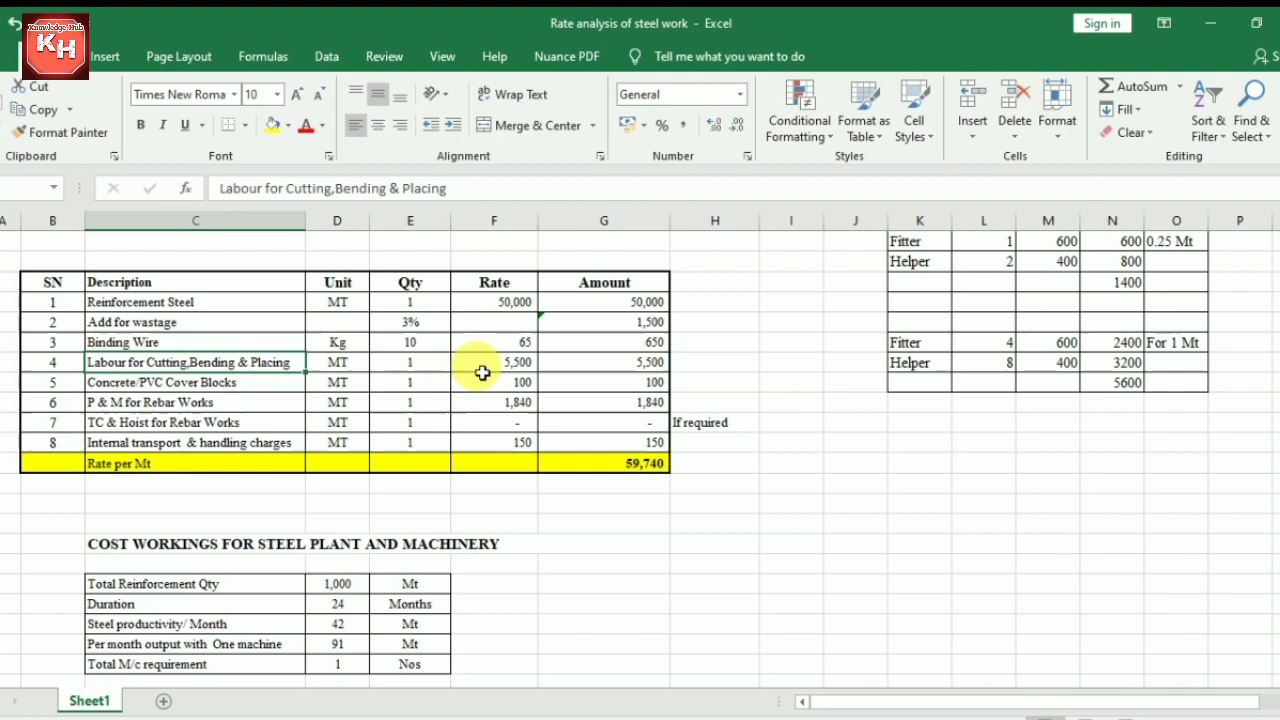 Knowledge Hub
KH
Rate analysis of steel work - Excel
Sign in
Insert Page Layout Formulas Data Review View Help Nuance PDF Tell me what you want to do
Cut
Copy
Format Painter
Clipboard
Times New Roma 10
B I U
Font
Wrap Text
Merge & Center
Alignment
General
Number
Conditional Formatting
Format as Table
Cell Styles
Styles
Insert Delete Format
Cells
AutoSum
Fill
Clear
Sort & Filter
Find & Select
Editing
fx Labour for Cutting,Bending & Placing
A B C D E F G H I J K L M N O P
Fitter 1 600 600 0.25 Mt
Helper 2 400 800
1400
Fitter 4 600 2400 For 1 Mt
Helper 8 400 3200
5600
SN Description Unit Qty Rate Amount
1 Reinforcement Steel MT 1 50,000 50,000
2 Add for wastage 3% 1,500
3 Binding Wire Kg 10 65 650
4 Labour for Cutting,Bending & Placing MT 1 5,500 5,500
5 Concrete/PVC Cover Blocks MT 1 100 100
6 P & M for Rebar Works MT 1 1,840 1,840
7 TC & Hoist for Rebar Works MT 1 - - If required
8 Internal transport & handling charges MT 1 150 150
Rate per Mt 59,740
COST WORKINGS FOR STEEL PLANT AND MACHINERY
Total Reinforcement Qty 1,000 Mt
Duration 24 Months
Steel productivity/ Month 42 Mt
Per month output with One machine 91 Mt
Total M/c requirement 1 Nos
Sheet1